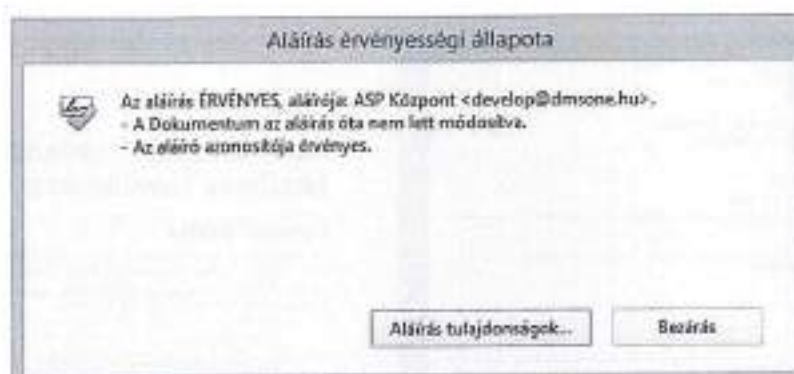 Aláírás érvényességi állapota
Az aláírás ÉRVÉNYES, aláírója: ASP Központ <develop@dmsone.hu>.
- A Dokumentum az aláírás óta nem lett módosítva.
- Az aláíró azonosítója érvényes.
Aláírás tulajdonságok...
Bezárás